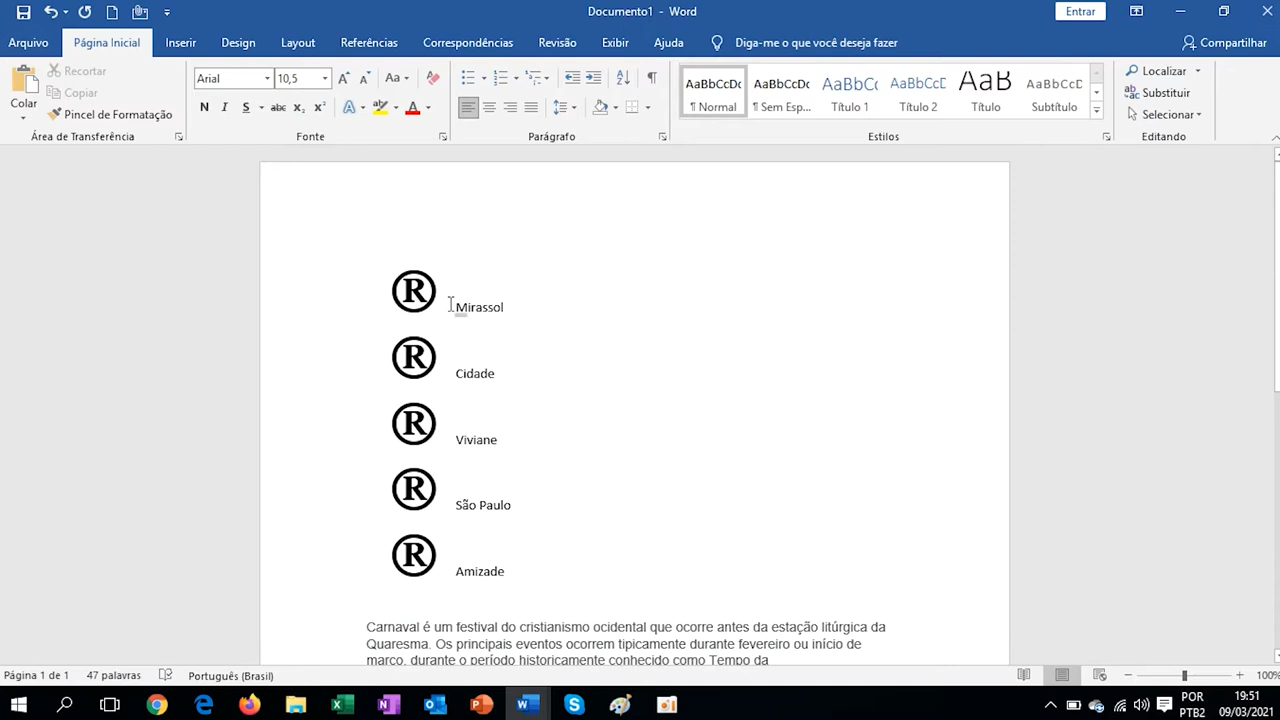 Documento1 - Word
Entrar
Arquivo Página Inicial Inserir Design Layout Referências Correspondências Revisão Exibir Ajuda Diga-me o que você deseja fazer Compartilhar
Colar
Recortar
Copiar
Pincel de Formatação
Área de Transferência
Arial 10,5
Aa
N I S abc x₂ x² A A
Fonte
Parágrafo
AaBbCcDc AaBbCcDc AaBbCc AaBbCcD AaB AaBbCcD
¶ Normal ¶ Sem Esp... Título 1 Título 2 Título Subtítulo
Estilos
Localizar
Substituir
Selecionar
Editando
® Mirassol
® Cidade
® Viviane
® São Paulo
® Amizade
Carnaval é um festival do cristianismo ocidental que ocorre antes da estação litúrgica da
Quaresma. Os principais eventos ocorrem tipicamente durante fevereiro ou início de
março, durante o período historicamente conhecido como Tempo da
Página 1 de 1 47 palavras Português (Brasil) 100%
POR
PTB2
19:51
09/03/2021